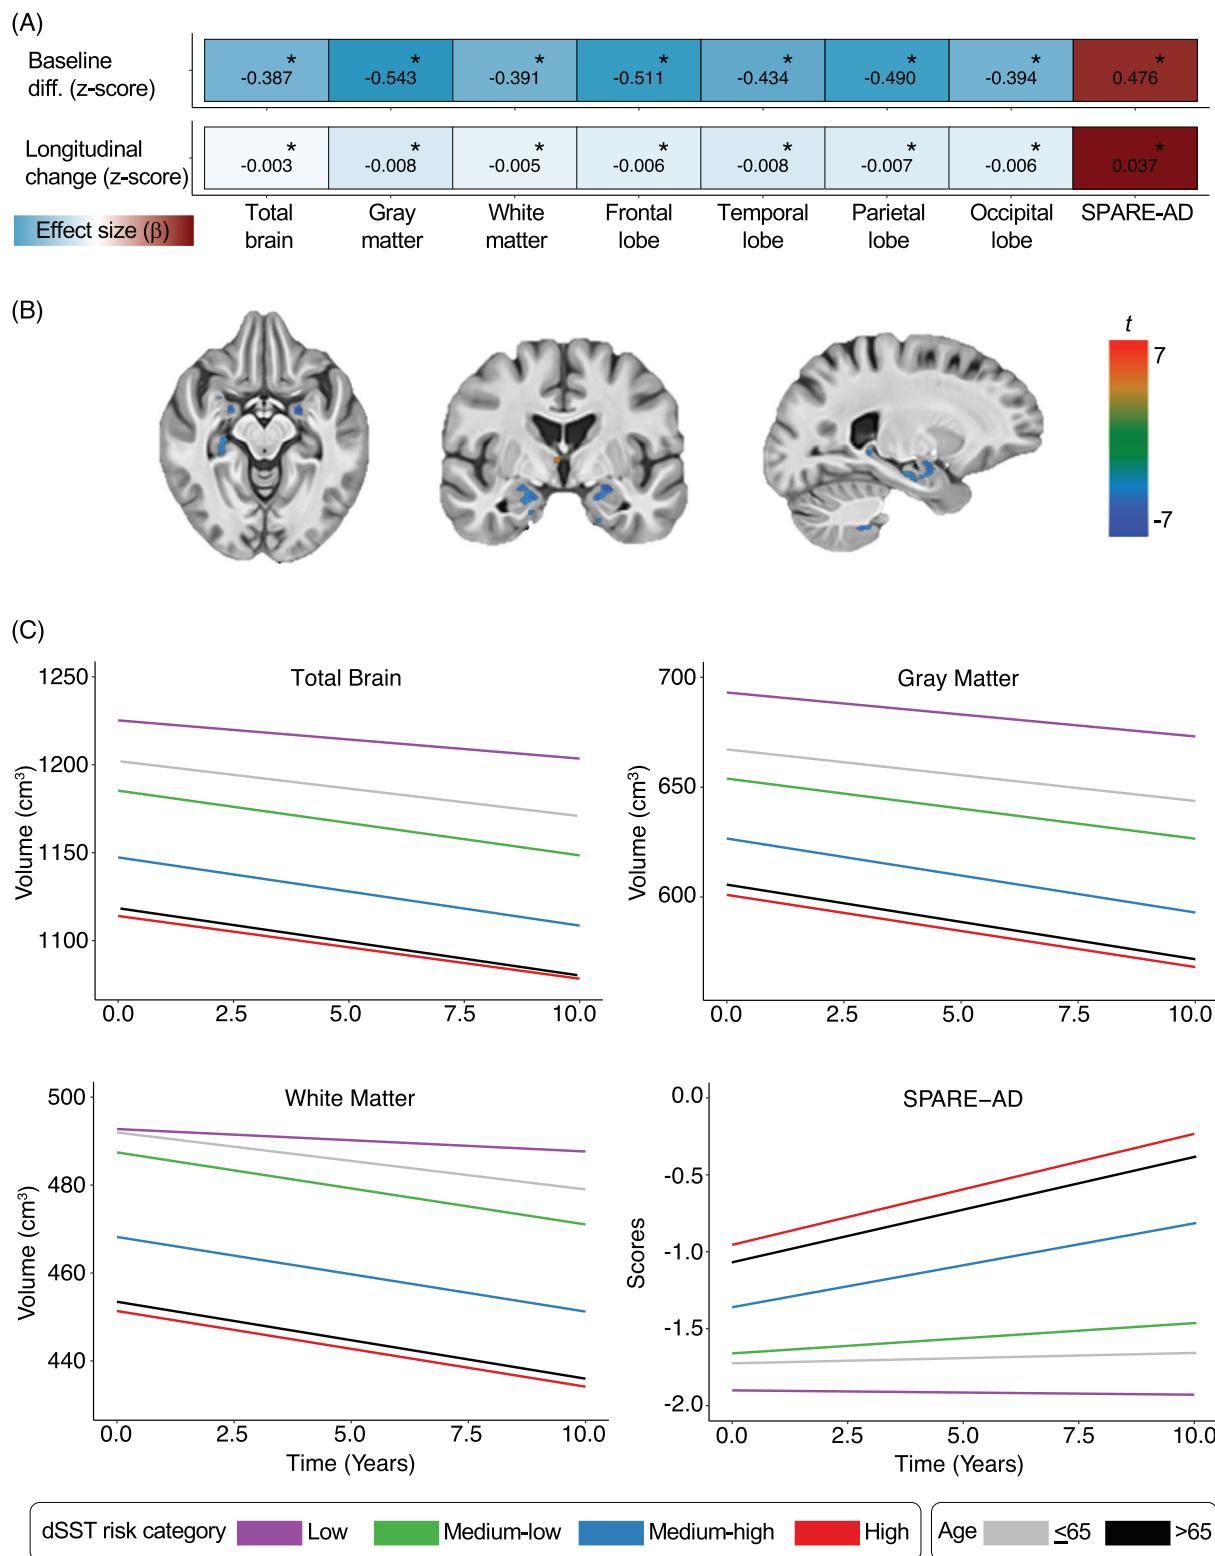 (A)
Baseline
diff. (z-score)
* * * * * * * *
-0.387 -0.543 -0.391 -0.511 -0.434 -0.490 -0.394 0.476
Longitudinal
change (z-score)
* * * * * * * *
-0.003 -0.008 -0.005 -0.006 -0.008 -0.007 -0.006 0.037
Effect size (β)
Total
brain
Gray
matter
White
matter
Frontal
lobe
Temporal
lobe
Parietal
lobe
Occipital
lobe
SPARE-AD
(B)
t
7
-7
(C)
Total Brain
Volume (cm³)
1250
1200
1150
1100
0.0 2.5 5.0 7.5 10.0
Gray Matter
Volume (cm³)
700
650
600
0.0 2.5 5.0 7.5 10.0
White Matter
Volume (cm³)
500
480
460
440
0.0 2.5 5.0 7.5 10.0
Time (Years)
SPARE−AD
Scores
0.0
-0.5
-1.0
-1.5
-2.0
0.0 2.5 5.0 7.5 10.0
Time (Years)
dSST risk category Low Medium-low Medium-high High
Age ≤65 >65